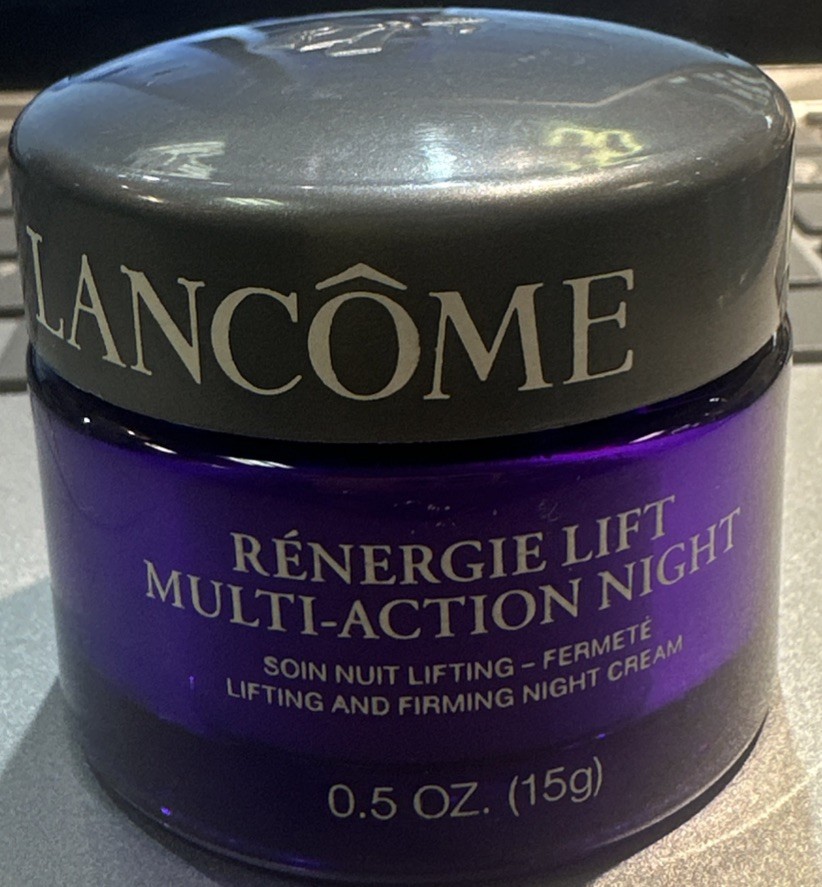 LANCÔME
RÉNERGIE LIFT
MULTI-ACTION NIGHT
SOIN NUIT LIFTING – FERMETÉ
LIFTING AND FIRMING NIGHT CREAM
0.5 OZ. (15g)